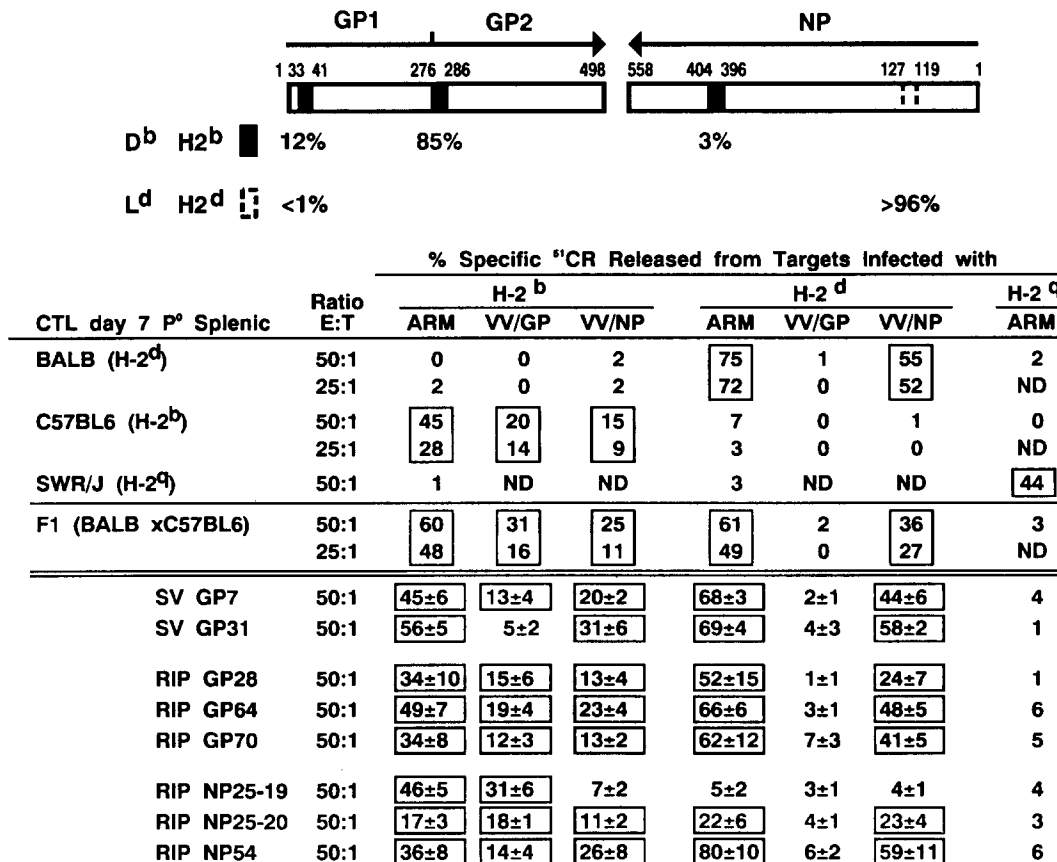 GP1 GP2 NP
1 33 41 276 286 498 558 404 396 127 119 1
Dᵇ H2ᵇ 12% 85% 3%
Lᵈ H2ᵈ <1% >96%
% Specific ⁵¹CR Released from Targets Infected with
Ratio H-2 ᵇ H-2 ᵈ H-2 q
CTL day 7 Pº Splenic E:T ARM VV/GP VV/NP ARM VV/GP VV/NP ARM
BALB (H-2ᵈ) 50:1 0 0 2 75 1 55 2
25:1 2 0 2 72 0 52 ND
C57BL6 (H-2ᵇ) 50:1 45 20 15 7 0 1 0
25:1 28 14 9 3 0 0 ND
SWR/J (H-2q) 50:1 1 ND ND 3 ND ND 44
F1 (BALB xC57BL6) 50:1 60 31 25 61 2 36 3
25:1 48 16 11 49 0 27 ND
SV GP7 50:1 45±6 13±4 20±2 68±3 2±1 44±6 4
SV GP31 50:1 56±5 5±2 31±6 69±4 4±3 58±2 1
RIP GP28 50:1 34±10 15±6 13±4 52±15 1±1 24±7 1
RIP GP64 50:1 49±7 19±4 23±4 66±6 3±1 48±5 6
RIP GP70 50:1 34±8 12±3 13±2 62±12 7±3 41±5 5
RIP NP25-19 50:1 46±5 31±6 7±2 5±2 3±1 4±1 4
RIP NP25-20 50:1 17±3 18±1 11±2 22±6 4±1 23±4 3
RIP NP54 50:1 36±8 14±4 26±8 80±10 6±2 59±11 6